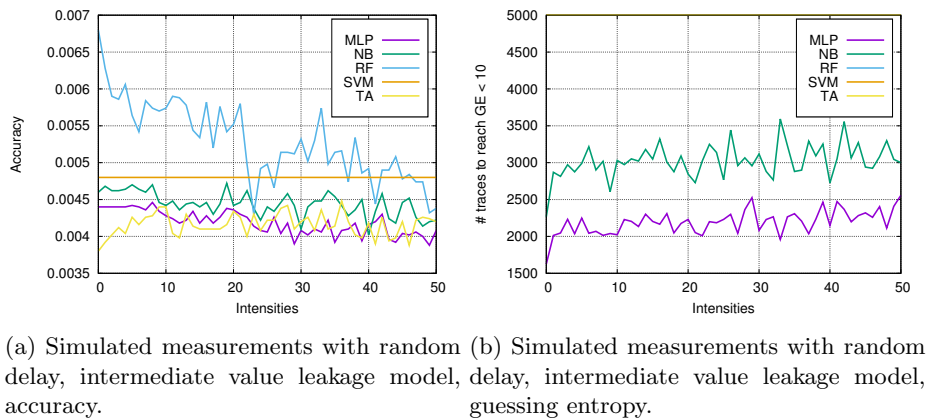 0.007
0.0065
0.006
0.0055
0.005
0.0045
0.004
0.0035
Accuracy
0 10 20 30 40 50
Intensities
MLP
NB
RF
SVM
TA
5000
4500
4000
3500
3000
2500
2000
1500
# traces to reach GE < 10
0 10 20 30 40 50
Intensities
MLP
NB
RF
SVM
TA
(a) Simulated measurements with random
delay, intermediate value leakage model,
accuracy.
(b) Simulated measurements with random
delay, intermediate value leakage model,
guessing entropy.